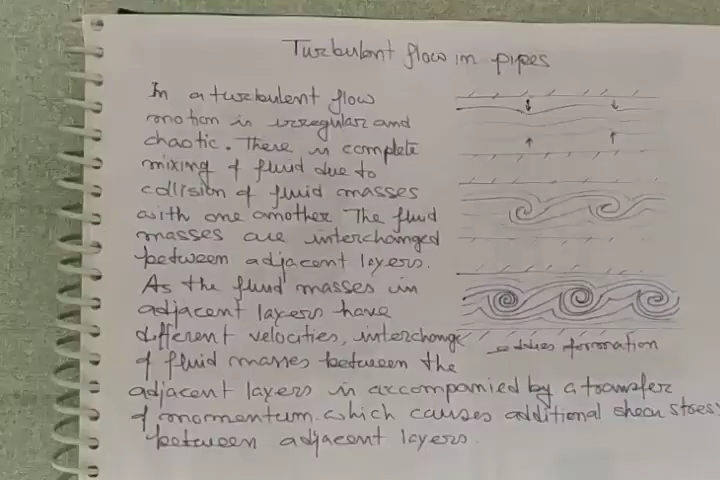 Turbulent flow in pipes
In a turbulent flow
motion is irregular and
chaotic. There is complete
mixing of fluid due to
collision of fluid masses
with one another The fluid
masses are interchanged
between adjacent layers.
As the fluid masses in
adjacent layers have
different velocities, interchange
of fluid masses between the
adjacent layers is accompanied by a transfer
of momentum which causes additional shear stress
between adjacent layers.
eddies formation